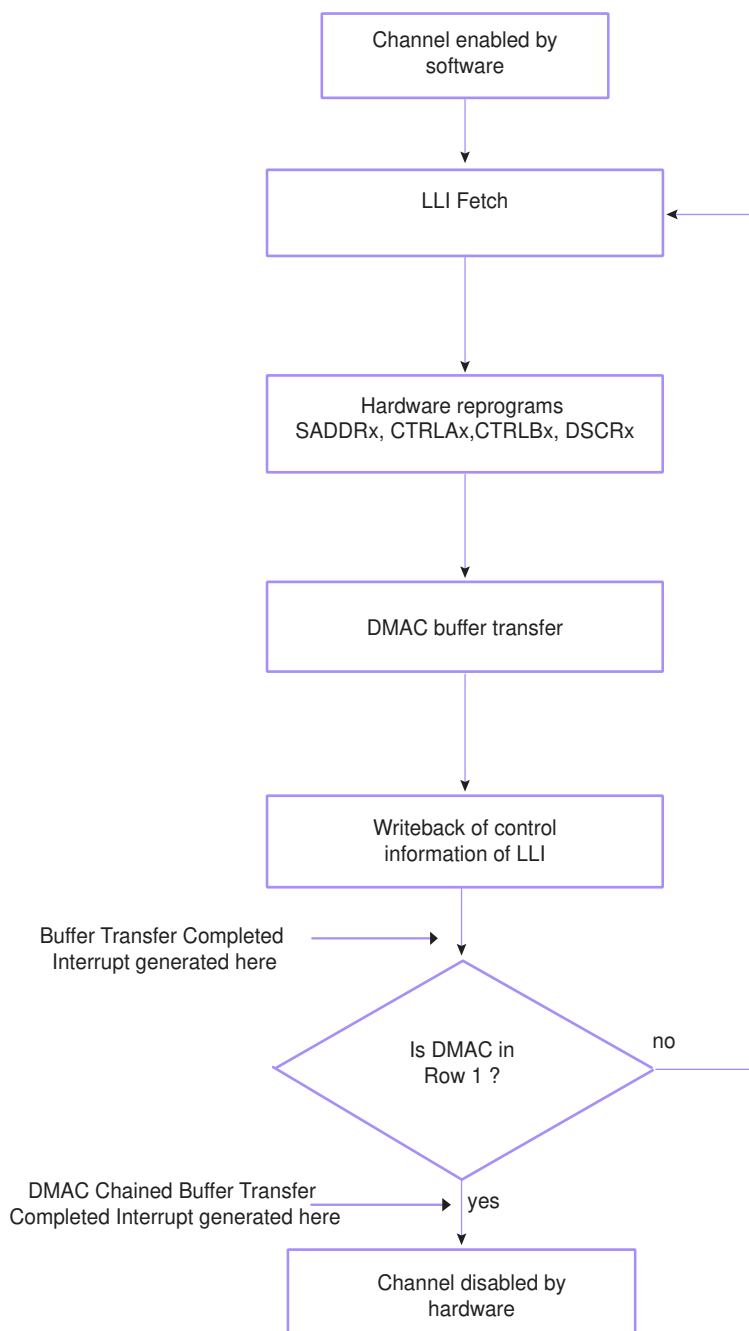 Channel enabled by
software
LLI Fetch
Hardware reprograms
SADDRx, CTRLAx,CTRLBx, DSCRx
DMAC buffer transfer
Writeback of control
information of LLI
Buffer Transfer Completed
Interrupt generated here
Is DMAC in
Row 1 ?
no
DMAC Chained Buffer Transfer
Completed Interrupt generated here
yes
Channel disabled by
hardware